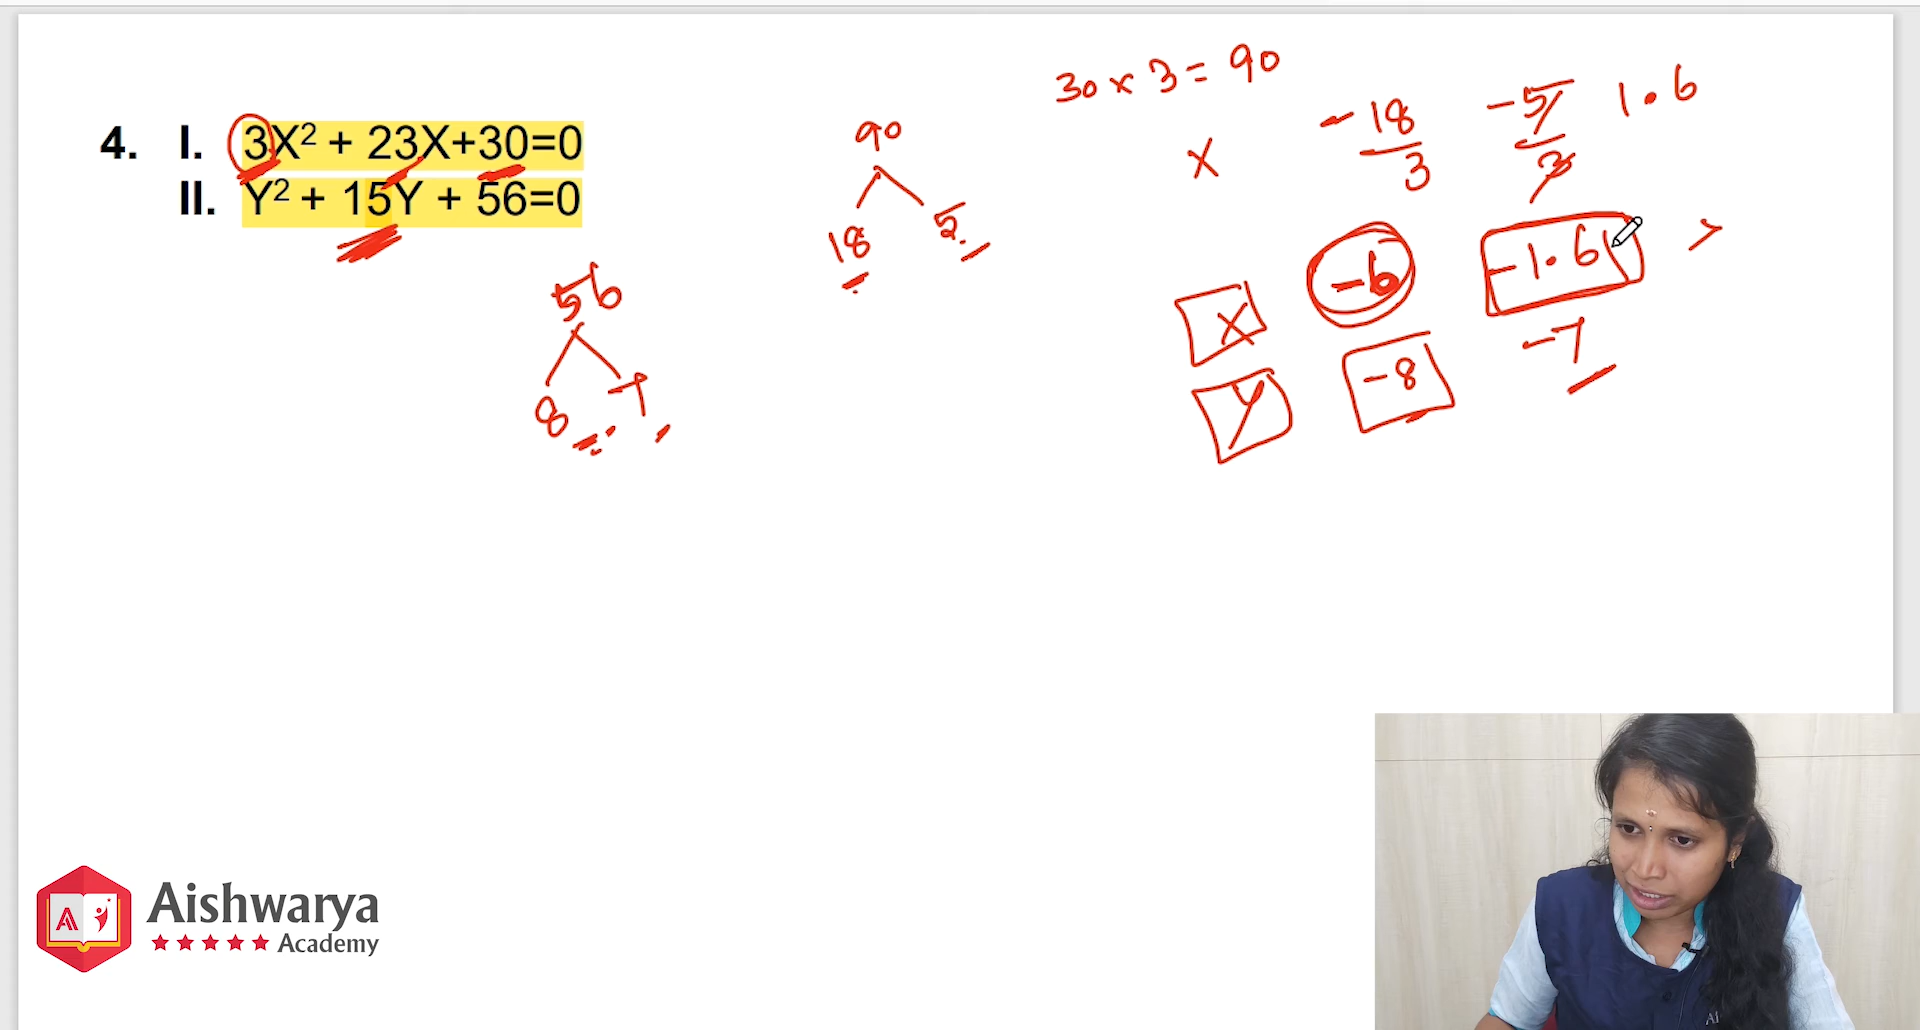 4. I. 3X² + 23X+30=0
II. Y² + 15Y + 56=0
30 x 3 = 90
90
18 5
56
8 7
X -18/3 -5/3 1.6
X -6 -1.6 >
Y -8 -7
A
Aishwarya
Academy